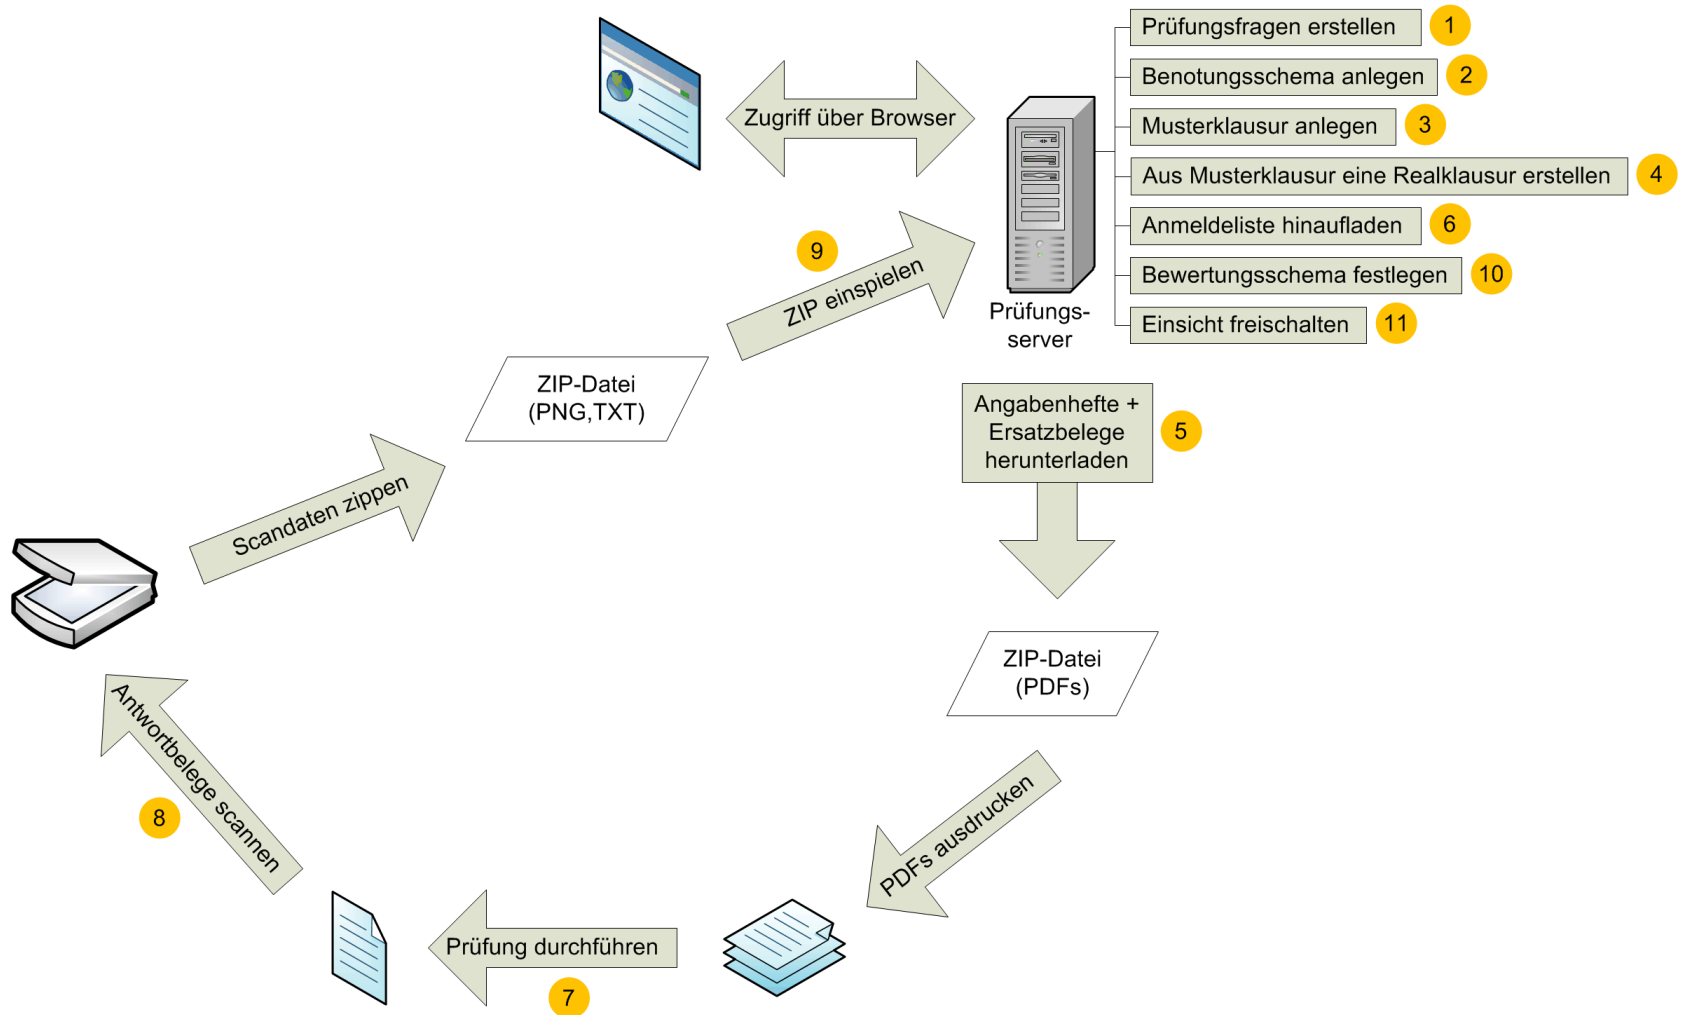 Prüfungsfragen erstellen 1
Benotungsschema anlegen 2
Zugriff über Browser
Musterklausur anlegen 3
Aus Musterklausur eine Realklausur erstellen 4
Anmeldeliste hinaufladen 6
Bewertungsschema festlegen 10
Einsicht freischalten 11
Prüfungs-
server
9
ZIP einspielen
ZIP-Datei
(PNG,TXT)
Angabenhefte +
Ersatzbelege
herunterladen
5
Scandaten zippen
ZIP-Datei
(PDFs)
Antwortbelege scannen
8
PDFs ausdrucken
Prüfung durchführen
7